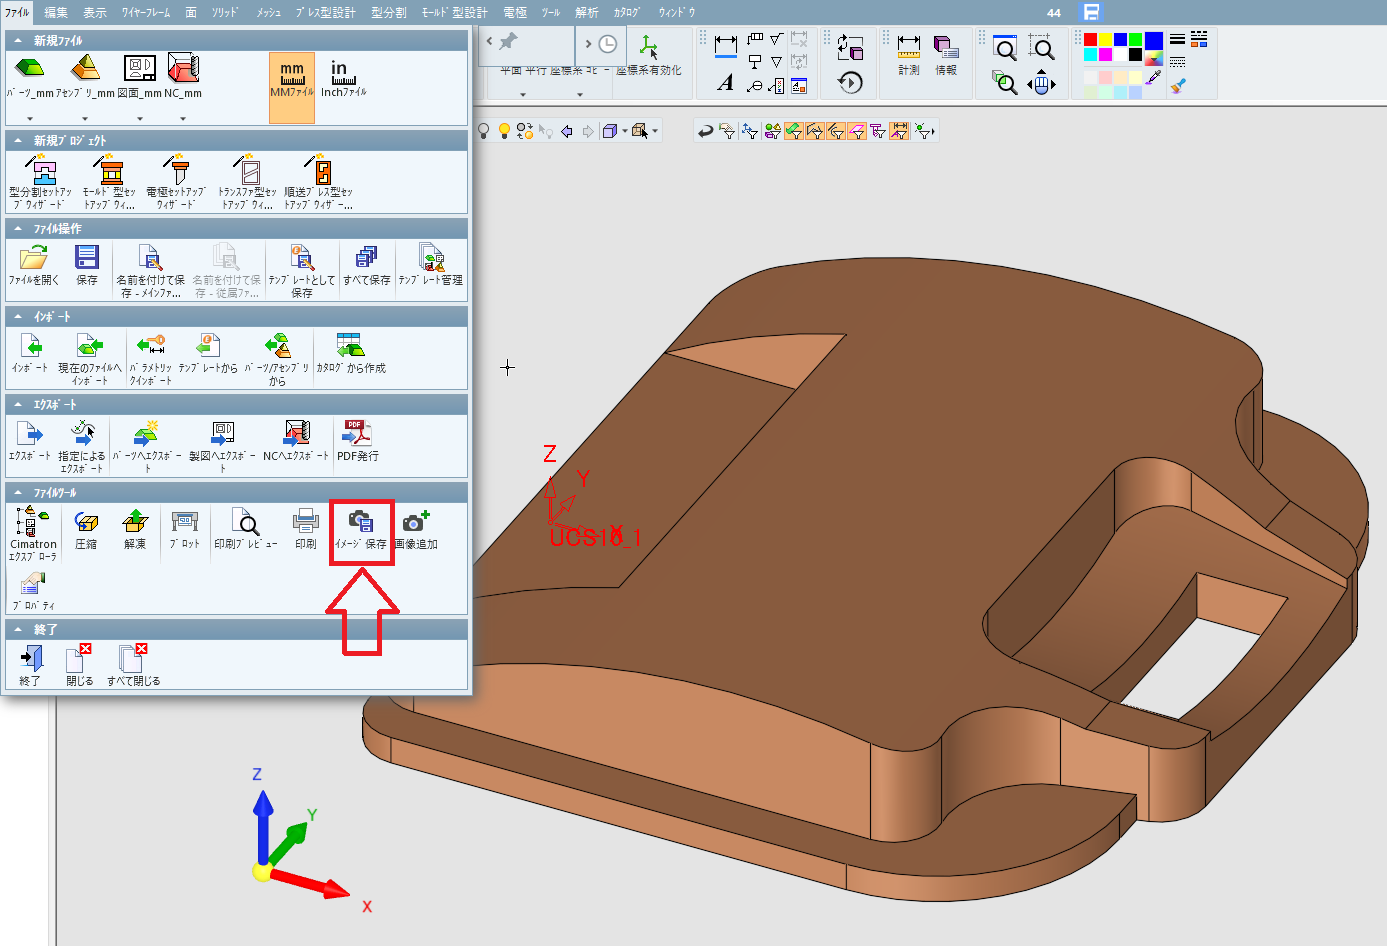 ファイル 編集 表示 ワイヤーフレーム 面 ソリッド メッシュ プレス型設計 型分割 モールド型設計 電極 ツール 解析 カタログ ウィンドウ 44
新規ファイル
パーツ_mm アセンブリ_mm 図面_mm NC_mm
mm
MMファイル
in
Inchファイル
平面 平行 座標系 コピー 座標系有効化
計測 情報
A
新規プロジェクト
型分割セットアップウィザード
モールド型セットアップウィ...
電極セットアップウィザード
トランスファ型セットアップウィ...
順送プレス型セットアップウィザー...
ファイル操作
ファイルを開く
保存
名前を付けて保存 - メインファ...
名前を付けて保存 - 従属ファ...
テンプレートとして保存
すべて保存
テンプレート管理
インポート
インポート
現在のファイルへインポート
パラメトリックインポート
テンプレートから
パーツ/アセンブリから
カタログから作成
エクスポート
エクスポート
指定によるエクスポート
パーツへエクスポート
製図へエクスポート
NCへエクスポート
PDF
PDF発行
ファイルツール
Cimatron
エクスプローラ
圧縮
解凍
プロット
印刷プレビュー
印刷
イメージ保存
画像追加
プロパティ
終了
終了
閉じる
すべて閉じる
Z
Y
X
UCS10_1
Z
Y
X